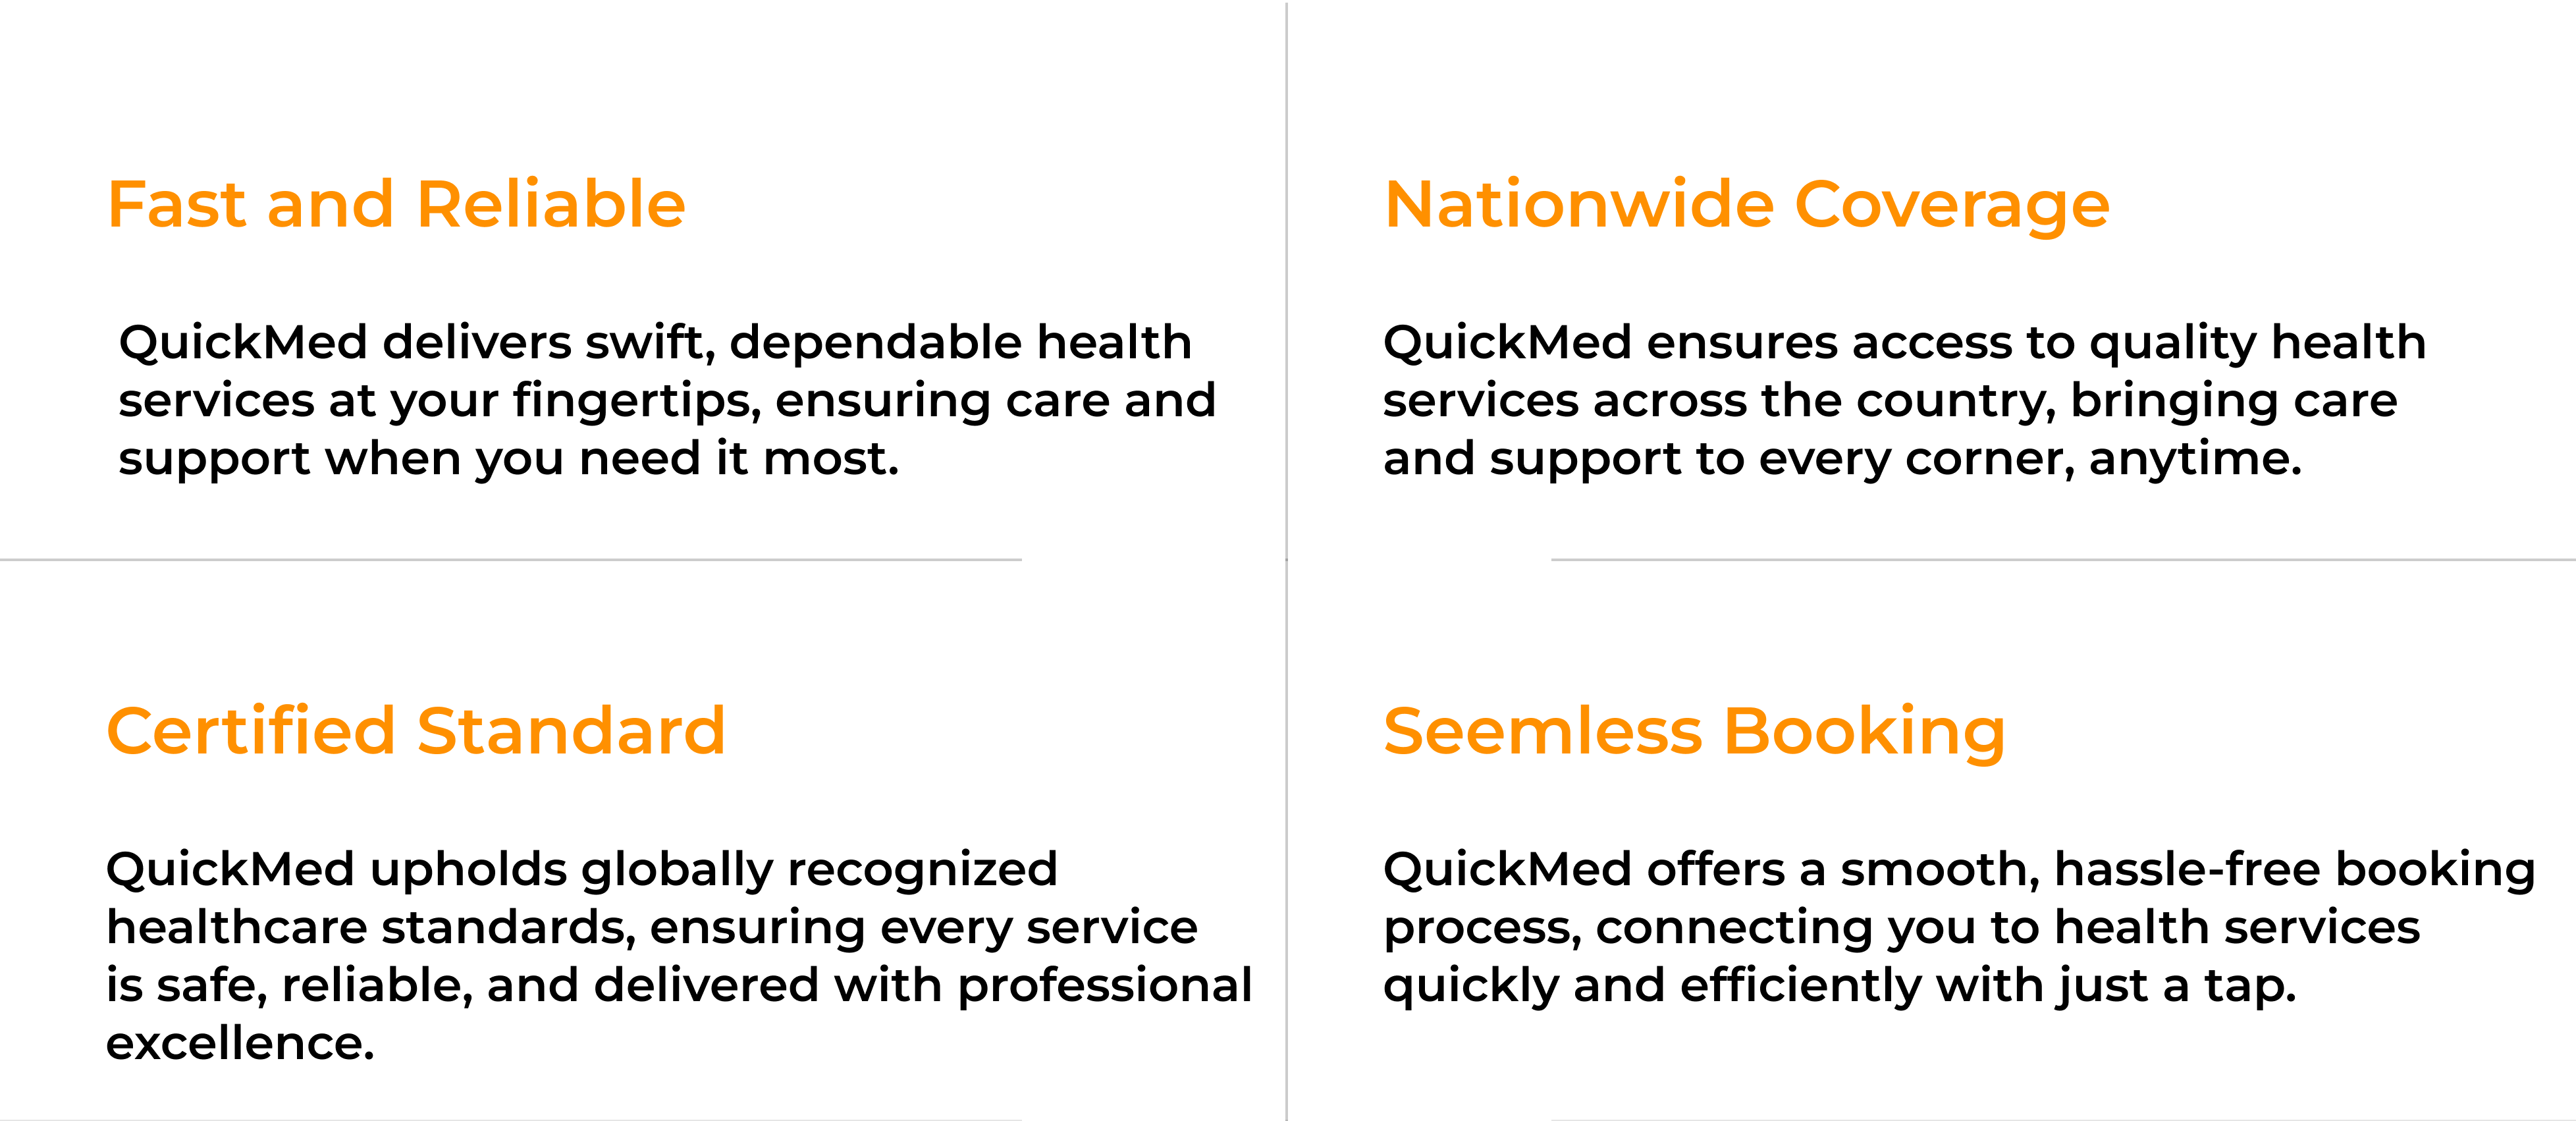 Fast and Reliable
QuickMed delivers swift, dependable health
services at your fingertips, ensuring care and
support when you need it most.
Nationwide Coverage
QuickMed ensures access to quality health
services across the country, bringing care
and support to every corner, anytime.
Certified Standard
QuickMed upholds globally recognized
healthcare standards, ensuring every service
is safe, reliable, and delivered with professional
excellence.
Seemless Booking
QuickMed offers a smooth, hassle-free booking
process, connecting you to health services
quickly and efficiently with just a tap.